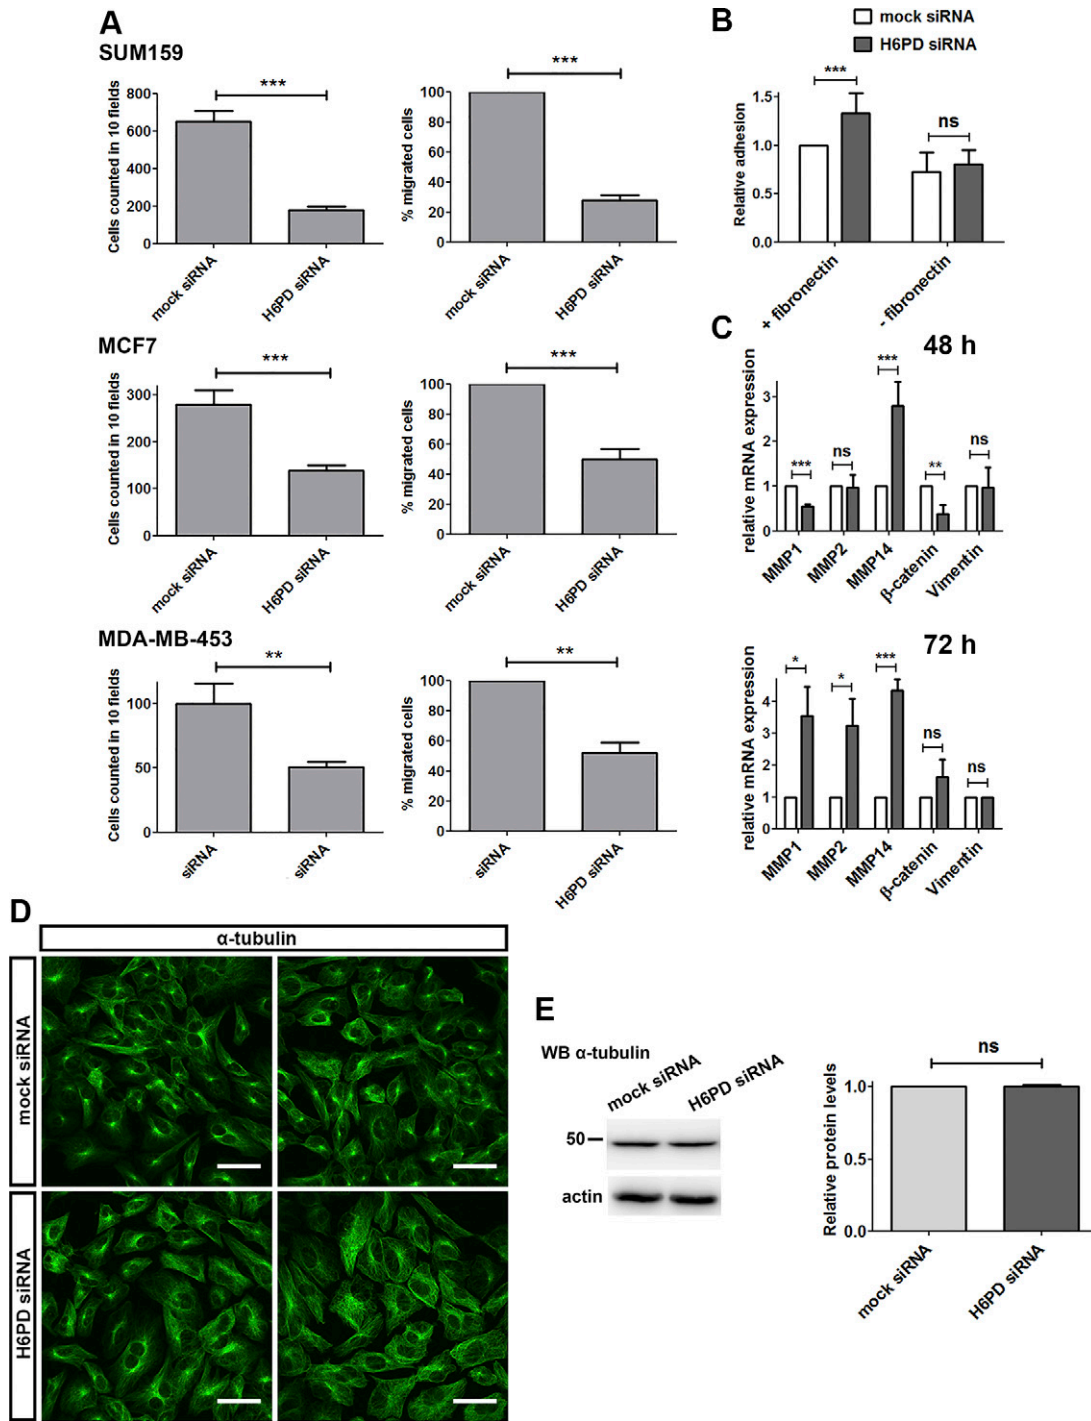 A
SUM159
Cells counted in 10 fields
800
600
400
200
0
***
mock siRNA
H6PD siRNA
% migrated cells
100
80
60
40
20
0
***
mock siRNA
H6PD siRNA
MCF7
Cells counted in 10 fields
300
200
100
0
***
mock siRNA
H6PD siRNA
% migrated cells
100
80
60
40
20
0
***
mock siRNA
H6PD siRNA
MDA-MB-453
Cells counted in 10 fields
100
50
0
**
siRNA
siRNA
% migrated cells
100
80
60
40
20
0
**
siRNA
H6PD siRNA
B
mock siRNA
H6PD siRNA
Relative adhesion
1.5
1.0
0.5
0.0
***
ns
+ fibronectin
- fibronectin
C
48 h
relative mRNA expression
3
2
1
0
***
ns
***
**
ns
MMP1
MMP2
MMP14
β-catenin
Vimentin
72 h
relative mRNA expression
4
3
2
1
0
*
*
***
ns
ns
MMP1
MMP2
MMP14
β-catenin
Vimentin
D
α-tubulin
mock siRNA
H6PD siRNA
E
WB α-tubulin
mock siRNA
H6PD siRNA
50
actin
Relative protein levels
1.0
0.5
0.0
ns
mock siRNA
H6PD siRNA